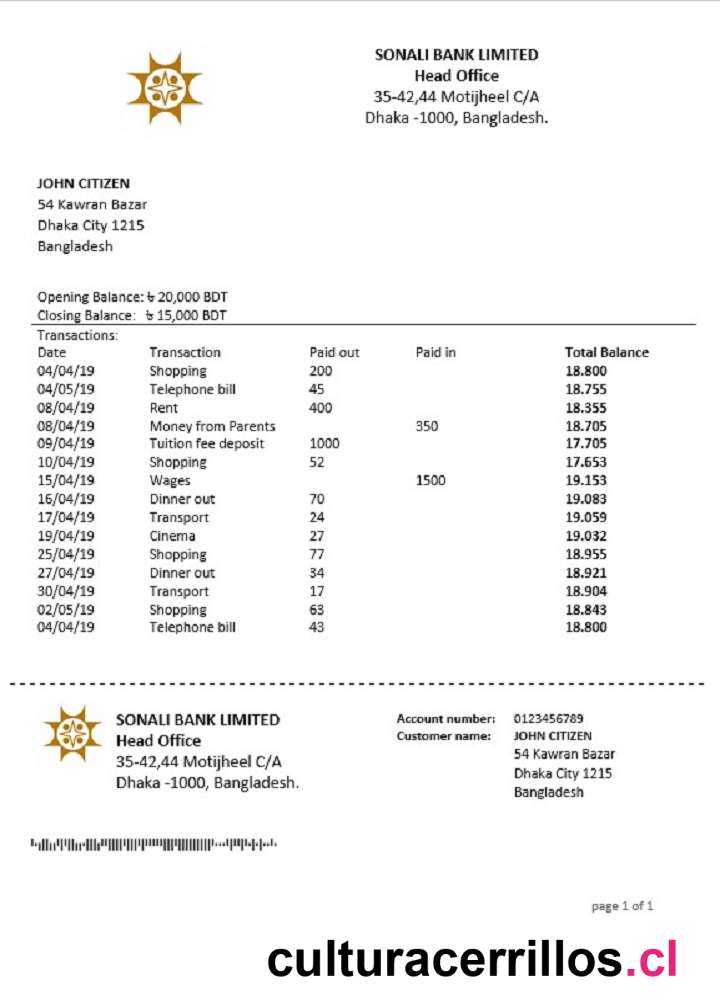 SONALI BANK LIMITED
Head Office
35-42,44 Motijheel C/A
Dhaka -1000, Bangladesh.
JOHN CITIZEN
54 Kawran Bazar
Dhaka City 1215
Bangladesh
Opening Balance: ৳ 20,000 BDT
Closing Balance: ৳ 15,000 BDT
Transactions:
Date Transaction Paid out Paid in Total Balance
04/04/19 Shopping 200 18.800
04/05/19 Telephone bill 45 18.755
08/04/19 Rent 400 18.355
08/04/19 Money from Parents 350 18.705
09/04/19 Tuition fee deposit 1000 17.705
10/04/19 Shopping 52 17.653
15/04/19 Wages 1500 19.153
16/04/19 Dinner out 70 19.083
17/04/19 Transport 24 19.059
19/04/19 Cinema 27 19.032
25/04/19 Shopping 77 18.955
27/04/19 Dinner out 34 18.921
30/04/19 Transport 17 18.904
02/05/19 Shopping 63 18.843
04/04/19 Telephone bill 43 18.800
SONALI BANK LIMITED
Head Office
35-42,44 Motijheel C/A
Dhaka -1000, Bangladesh.
Account number: 0123456789
Customer name: JOHN CITIZEN
54 Kawran Bazar
Dhaka City 1215
Bangladesh
page 1 of 1
culturacerrillos.cl